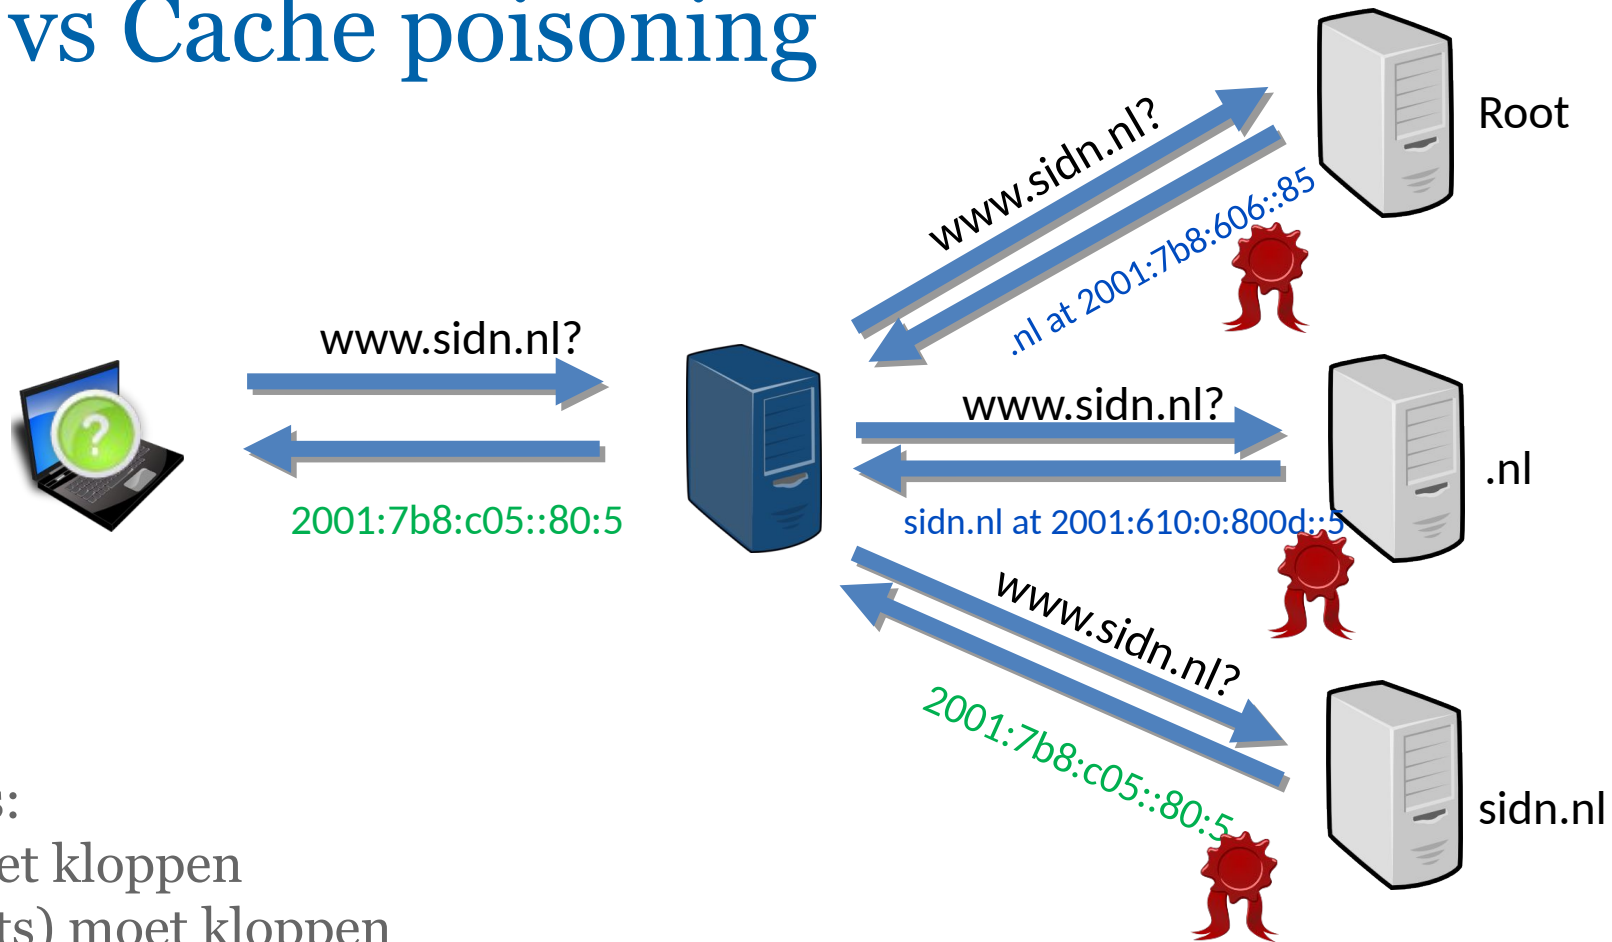 vs Cache poisoning
Root
www.sidn.nl?
.nl at 2001:7b8:606::85
www.sidn.nl?
www.sidn.nl?
.nl
2001:7b8:c05::80:5
sidn.nl at 2001:610:0:800d::5
www.sidn.nl?
2001:7b8:c05::80:5
sidn.nl
s:
et kloppen
ts) moet kloppen